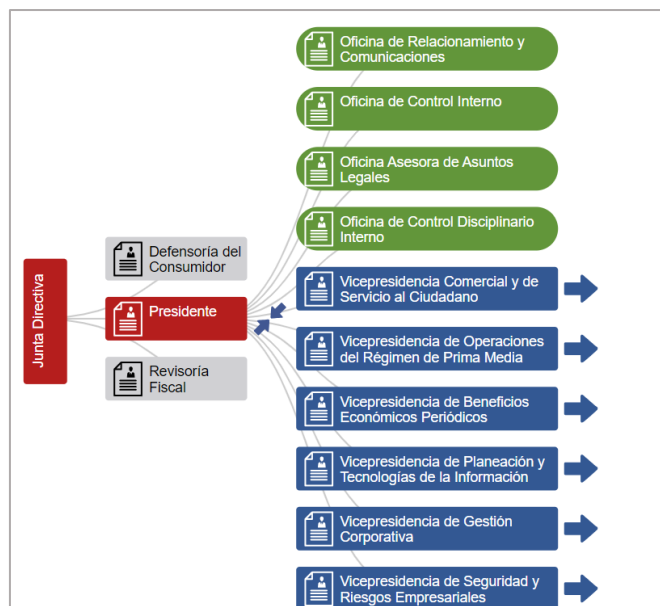 Junta Directiva
Defensoría del
Consumidor
Presidente
Revisoría
Fiscal
Oficina de Relacionamiento y
Comunicaciones
Oficina de Control Interno
Oficina Asesora de Asuntos
Legales
Oficina de Control Disciplinario
Interno
Vicepresidencia Comercial y de
Servicio al Ciudadano
Vicepresidencia de Operaciones
del Régimen de Prima Media
Vicepresidencia de Beneficios
Económicos Periódicos
Vicepresidencia de Planeación y
Tecnologías de la Información
Vicepresidencia de Gestión
Corporativa
Vicepresidencia de Seguridad y
Riesgos Empresariales